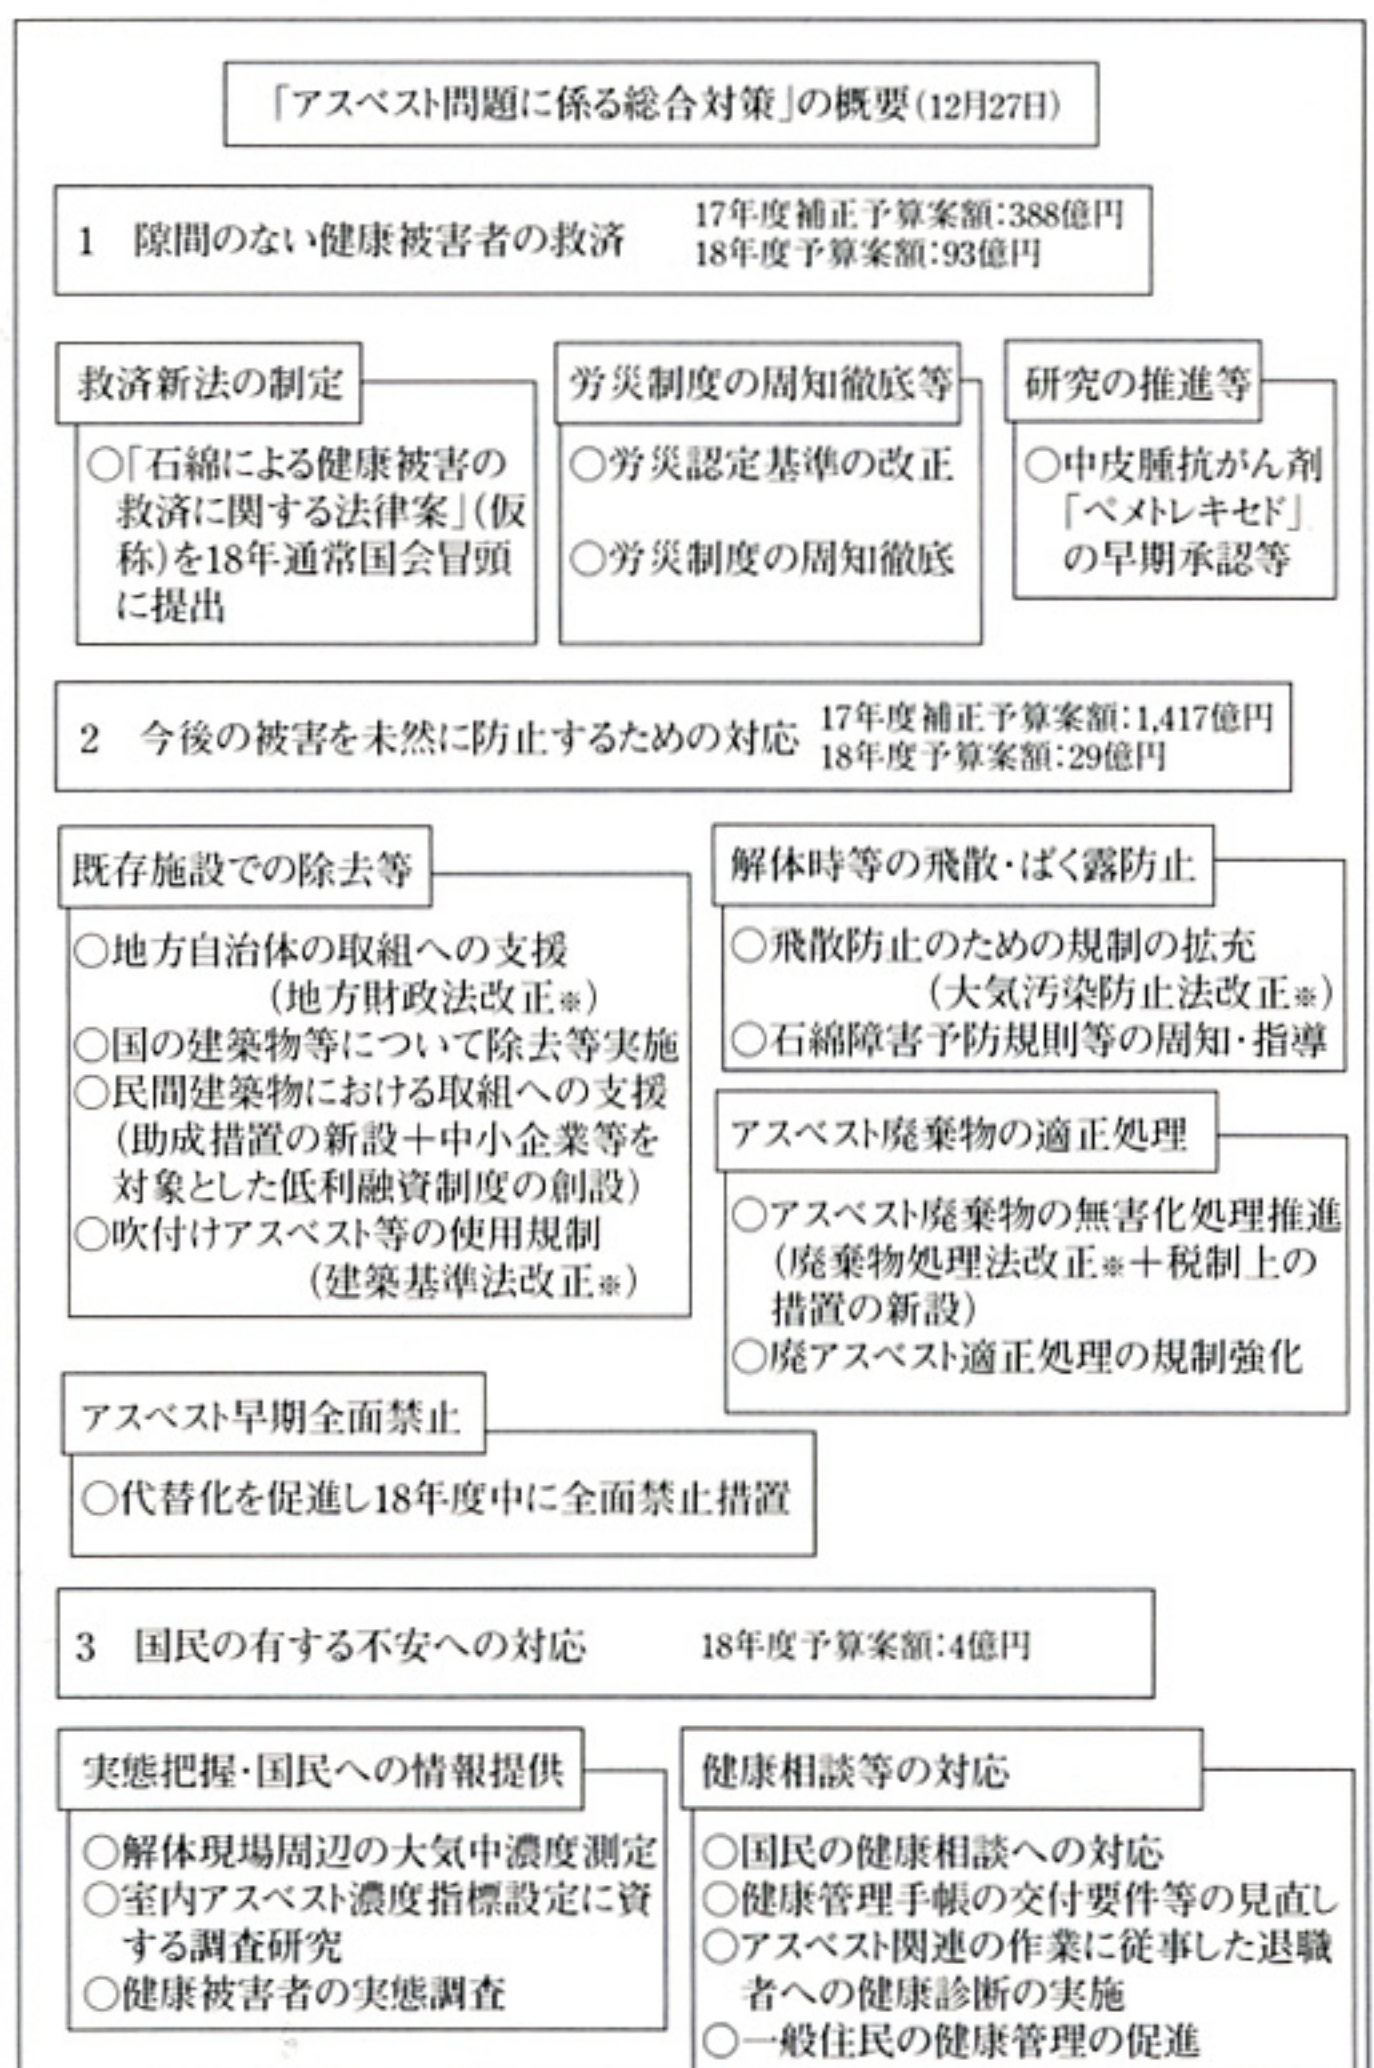 「アスベスト問題に係る総合対策」の概要(12月27日)
1 隙間のない健康被害者の救済
17年度補正予算案額:388億円
18年度予算案額:93億円
救済新法の制定
○「石綿による健康被害の
救済に関する法律案」(仮
称)を18年通常国会冒頭
に提出
労災制度の周知徹底等
○労災認定基準の改正
○労災制度の周知徹底
研究の推進等
○中皮腫抗がん剤
「ペメトレキセド」
の早期承認等
2 今後の被害を未然に防止するための対応
17年度補正予算案額:1,417億円
18年度予算案額:29億円
既存施設での除去等
○地方自治体の取組への支援
(地方財政法改正※)
○国の建築物等について除去等実施
○民間建築物における取組への支援
(助成措置の新設+中小企業等を
対象とした低利融資制度の創設)
○吹付けアスベスト等の使用規制
(建築基準法改正※)
解体時等の飛散・ばく露防止
○飛散防止のための規制の拡充
(大気汚染防止法改正※)
○石綿障害予防規則等の周知・指導
アスベスト廃棄物の適正処理
○アスベスト廃棄物の無害化処理推進
(廃棄物処理法改正※+税制上の
措置の新設)
○廃アスベスト適正処理の規制強化
アスベスト早期全面禁止
○代替化を促進し18年度中に全面禁止措置
3 国民の有する不安への対応
18年度予算案額:4億円
実態把握・国民への情報提供
○解体現場周辺の大気中濃度測定
○室内アスベスト濃度指標設定に資
する調査研究
○健康被害者の実態調査
健康相談等の対応
○国民の健康相談への対応
○健康管理手帳の交付要件等の見直し
○アスベスト関連の作業に従事した退職
者への健康診断の実施
○一般住民の健康管理の促進